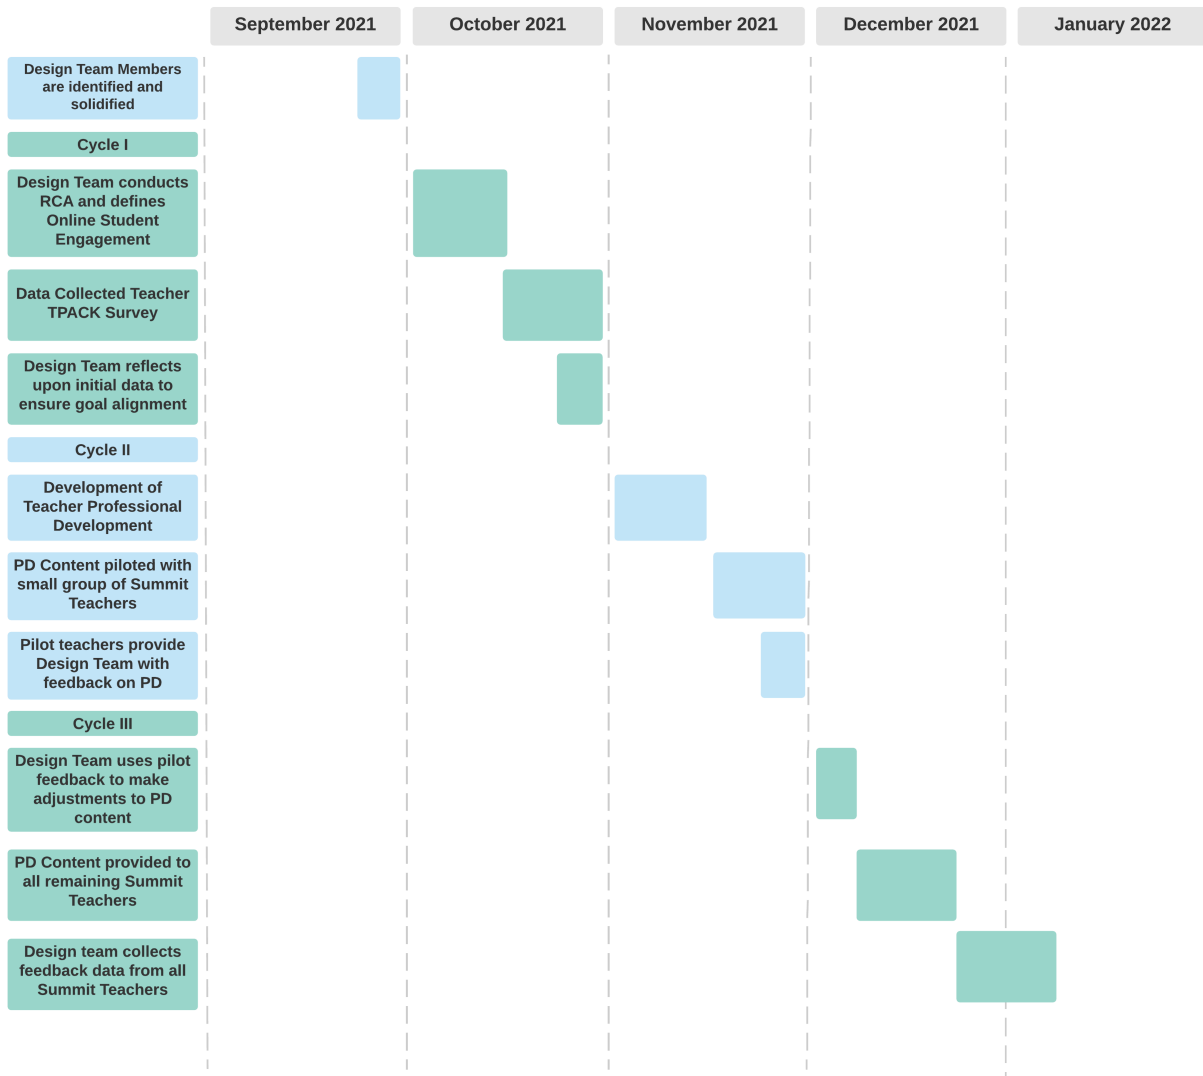 September 2021
October 2021
November 2021
December 2021
January 2022
Design Team Members
are identified and
solidified
Cycle I
Design Team conducts
RCA and defines
Online Student
Engagement
Data Collected Teacher
TPACK Survey
Design Team reflects
upon initial data to
ensure goal alignment
Cycle II
Development of
Teacher Professional
Development
PD Content piloted with
small group of Summit
Teachers
Pilot teachers provide
Design Team with
feedback on PD
Cycle III
Design Team uses pilot
feedback to make
adjustments to PD
content
PD Content provided to
all remaining Summit
Teachers
Design team collects
feedback data from all
Summit Teachers